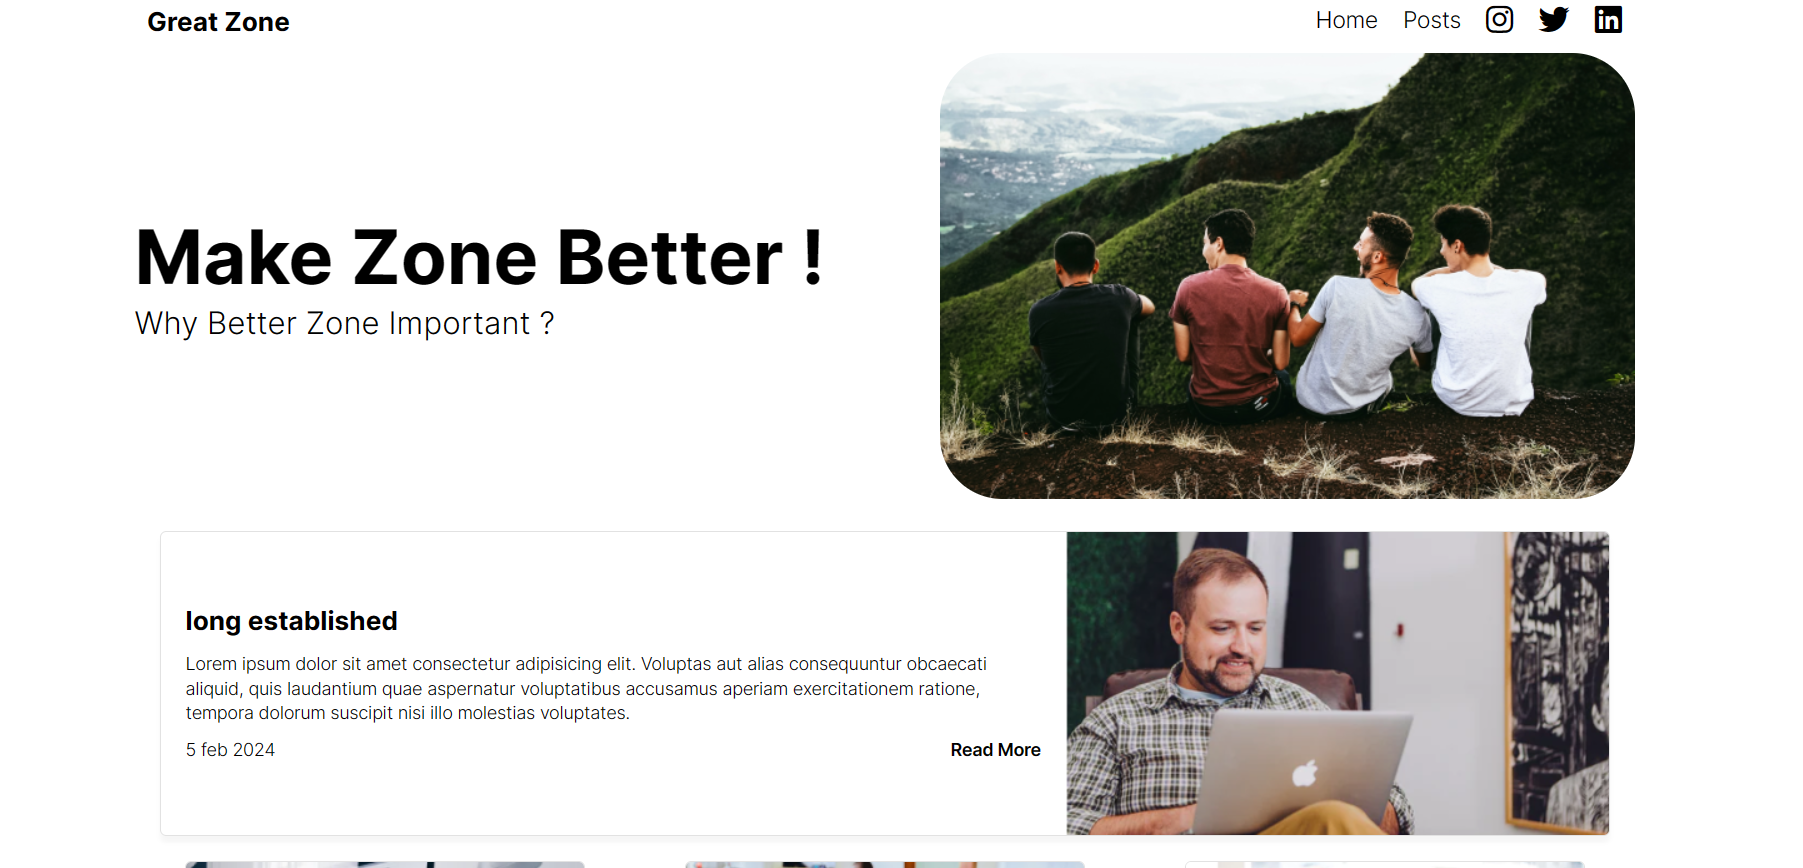 Great Zone
Home Posts
Make Zone Better !
Why Better Zone Important ?
long established
Lorem ipsum dolor sit amet consectetur adipisicing elit. Voluptas aut alias consequuntur obcaecati
aliquid, quis laudantium quae aspernatur voluptatibus accusamus aperiam exercitationem ratione,
tempora dolorum suscipit nisi illo molestias voluptates.
5 feb 2024 Read More